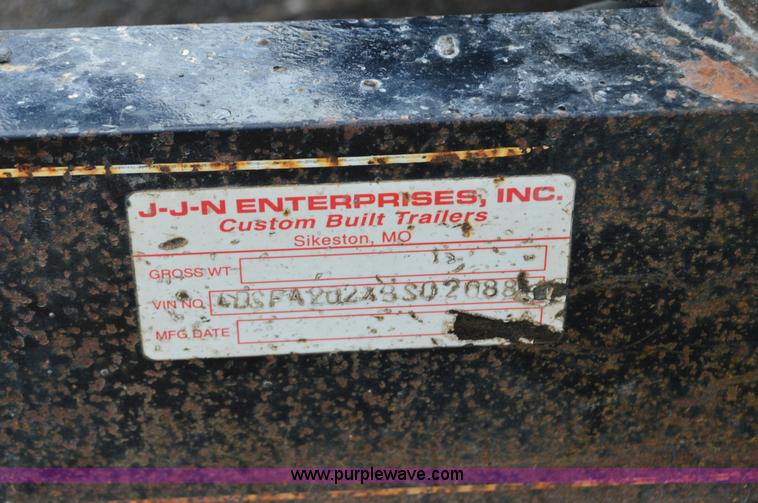 J-J-N ENTERPRISES, INC.
Custom Built Trailers
Sikeston, MO
GROSS WT
VIN NO.
MFG DATE
www.purplewave.com